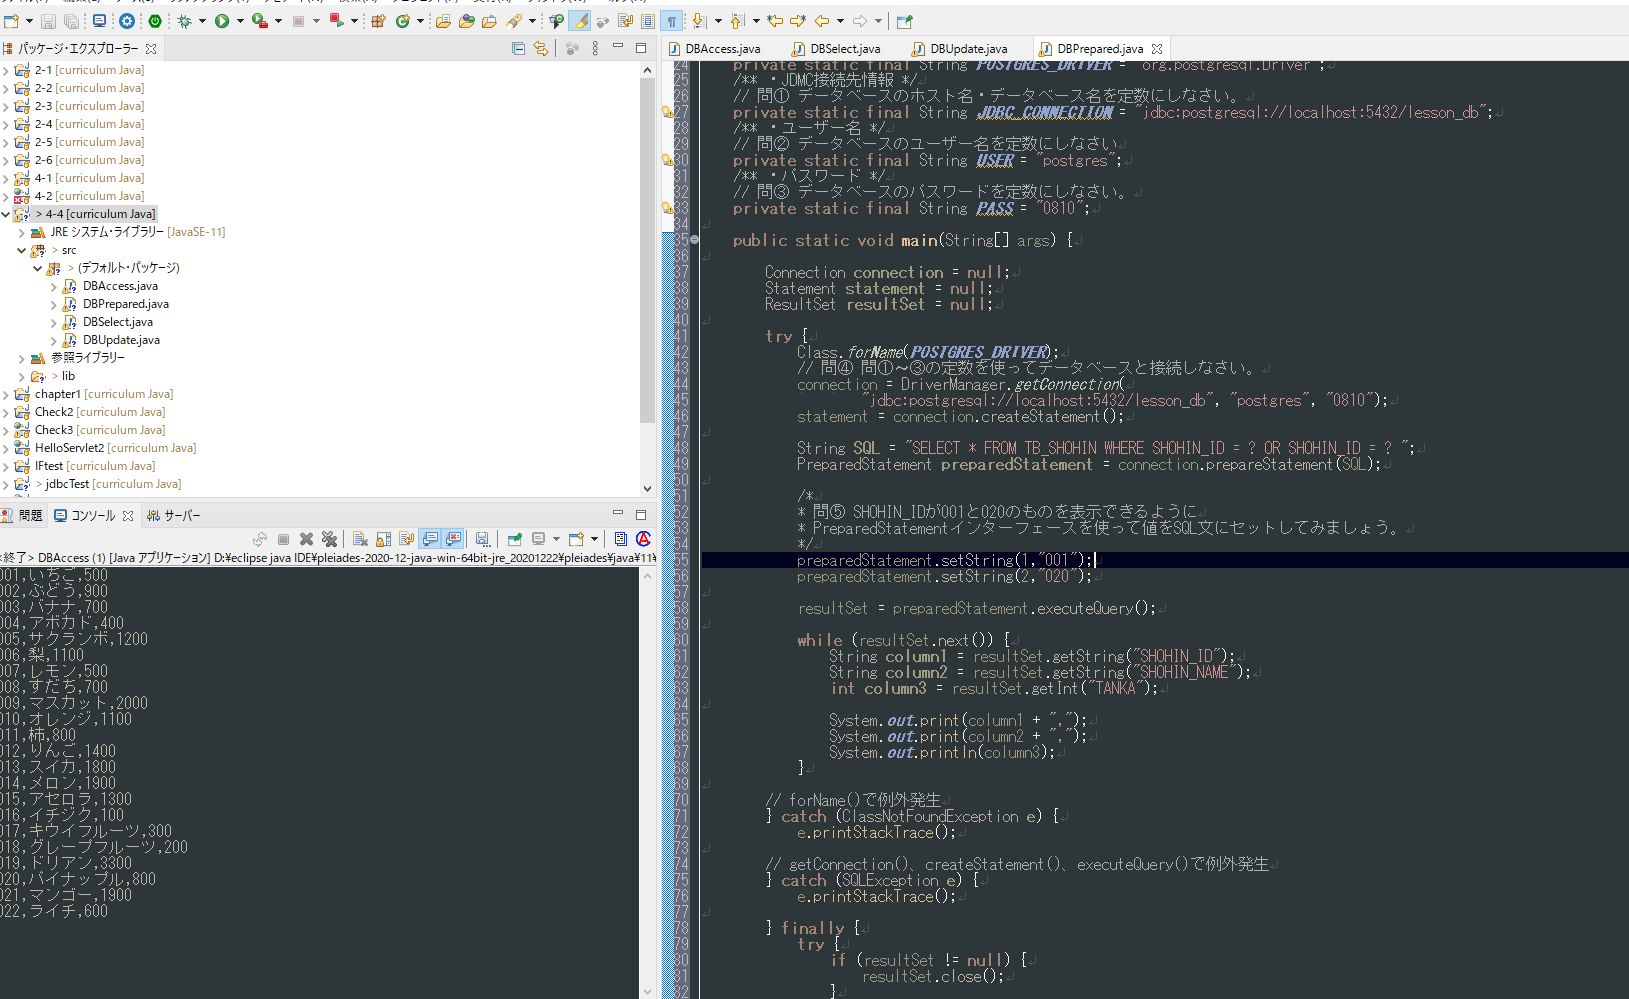 パッケージ・エクスプローラー
2-1 [curriculum Java]
2-2 [curriculum Java]
2-3 [curriculum Java]
2-4 [curriculum Java]
2-5 [curriculum Java]
2-6 [curriculum Java]
4-1 [curriculum Java]
4-2 [curriculum Java]
> 4-4 [curriculum Java]
JRE システム・ライブラリー [JavaSE-11]
> src
> (デフォルト・パッケージ)
DBAccess.java
DBPrepared.java
DBSelect.java
DBUpdate.java
参照ライブラリー
> lib
chapter1 [curriculum Java]
Check2 [curriculum Java]
Check3 [curriculum Java]
HelloServlet2 [curriculum Java]
IFtest [curriculum Java]
> jdbcTest [curriculum Java]
問題 コンソール サーバー
<終了> DBAccess (1) [Java アプリケーション] D:¥eclipse java IDE¥pleiades-2020-12-java-win-64bit-jre_20201222¥pleiades¥java¥11¥
001,いちご,500
002,ぶどう,900
003,バナナ,700
004,アボカド,400
005,サクランボ,1200
006,梨,1100
007,レモン,500
008,すだち,700
009,マスカット,2000
010,オレンジ,1100
011,柿,800
012,りんご,1400
013,スイカ,1800
014,メロン,1900
015,アセロラ,1300
016,イチジク,100
017,キウイフルーツ,300
018,グレープフルーツ,200
019,ドリアン,3300
020,パイナップル,800
021,マンゴー,1900
022,ライチ,600
DBAccess.java DBSelect.java DBUpdate.java DBPrepared.java
24 private static final String POSTGRES_DRIVER = "org.postgresql.Driver";
25 /** ・JDMC接続先情報 */
26 // 問① データベースのホスト名・データベース名を定数にしなさい。
27 private static final String JDBC_CONNECTION = "jdbc:postgresql://localhost:5432/lesson_db";
28 /** ・ユーザー名 */
29 // 問② データベースのユーザー名を定数にしなさい
30 private static final String USER = "postgres";
31 /** ・パスワード */
32 // 問③ データベースのパスワードを定数にしなさい。
33 private static final String PASS = "0810";
34
35 public static void main(String[] args) {
36
37 Connection connection = null;
38 Statement statement = null;
39 ResultSet resultSet = null;
40
41 try {
42 Class.forName(POSTGRES_DRIVER);
43 // 問④ 問①～③の定数を使ってデータベースと接続しなさい。
44 connection = DriverManager.getConnection(
45 "jdbc:postgresql://localhost:5432/lesson_db", "postgres", "0810");
46 statement = connection.createStatement();
47
48 String SQL = "SELECT * FROM TB_SHOHIN WHERE SHOHIN_ID = ? OR SHOHIN_ID = ? ";
49 PreparedStatement preparedStatement = connection.prepareStatement(SQL);
50
51 /*
52 * 問⑤ SHOHIN_IDが001と020のものを表示できるように
53 * PreparedStatementインターフェースを使って値をSQL文にセットしてみましょう。
54 */
55 preparedStatement.setString(1,"001");
56 preparedStatement.setString(2,"020");
57
58 resultSet = preparedStatement.executeQuery();
59
60 while (resultSet.next()) {
61 String column1 = resultSet.getString("SHOHIN_ID");
62 String column2 = resultSet.getString("SHOHIN_NAME");
63 int column3 = resultSet.getInt("TANKA");
64
65 System.out.print(column1 + ",");
66 System.out.print(column2 + ",");
67 System.out.println(column3);
68 }
69
70 // forName()で例外発生
71 } catch (ClassNotFoundException e) {
72 e.printStackTrace();
73
74 // getConnection()、createStatement()、executeQuery()で例外発生
75 } catch (SQLException e) {
76 e.printStackTrace();
77
78 } finally {
79 try {
80 if (resultSet != null) {
81 resultSet.close();
82 }